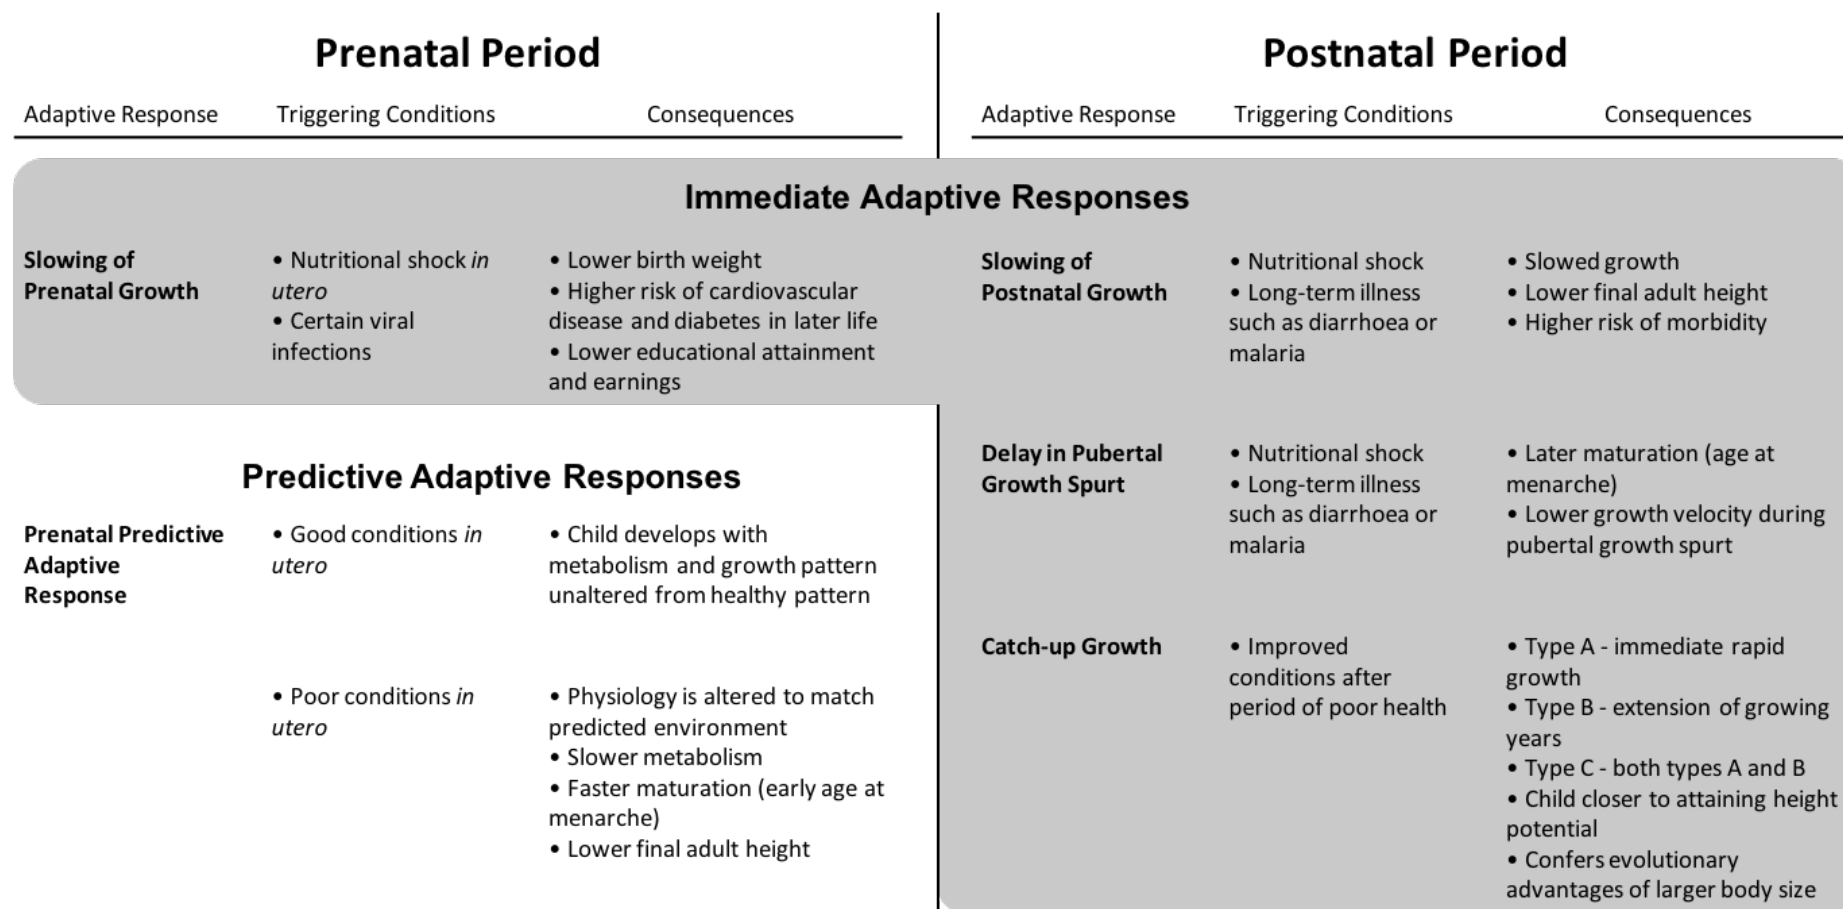 Prenatal Period
Adaptive Response Triggering Conditions Consequences
Postnatal Period
Adaptive Response Triggering Conditions Consequences
Immediate Adaptive Responses
Slowing of
Prenatal Growth
• Nutritional shock in
utero
• Certain viral
infections
• Lower birth weight
• Higher risk of cardiovascular
disease and diabetes in later life
• Lower educational attainment
and earnings
Slowing of
Postnatal Growth
• Nutritional shock
• Long-term illness
such as diarrhoea or
malaria
• Slowed growth
• Lower final adult height
• Higher risk of morbidity
Predictive Adaptive Responses
Prenatal Predictive
Adaptive
Response
• Good conditions in
utero
• Child develops with
metabolism and growth pattern
unaltered from healthy pattern
• Poor conditions in
utero
• Physiology is altered to match
predicted environment
• Slower metabolism
• Faster maturation (early age at
menarche)
• Lower final adult height
Delay in Pubertal
Growth Spurt
• Nutritional shock
• Long-term illness
such as diarrhoea or
malaria
• Later maturation (age at
menarche)
• Lower growth velocity during
pubertal growth spurt
Catch-up Growth
• Improved
conditions after
period of poor health
• Type A - immediate rapid
growth
• Type B - extension of growing
years
• Type C - both types A and B
• Child closer to attaining height
potential
• Confers evolutionary
advantages of larger body size